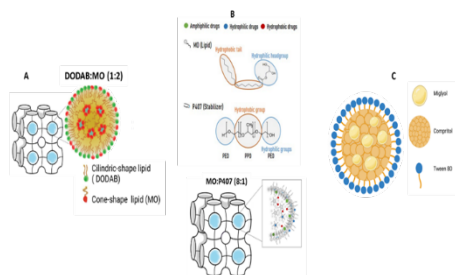 A
DODAB:MO (1:2)
Cilindric-shape lipid
(DODAB)
Cone-shape lipid (MO)
B
Amphiphilic drugs
Hydrophilic drugs
Hydrophobic drugs
MO (Lipid)
Hydrophobic tail
Hydrophilic headgroup
P407 (Stabilizer)
Hydrophobic group
PEO
PPO
PEO
Hydrophilic groups
MO:P407 (8:1)
C
Miglyol
Compritol
Tween 80